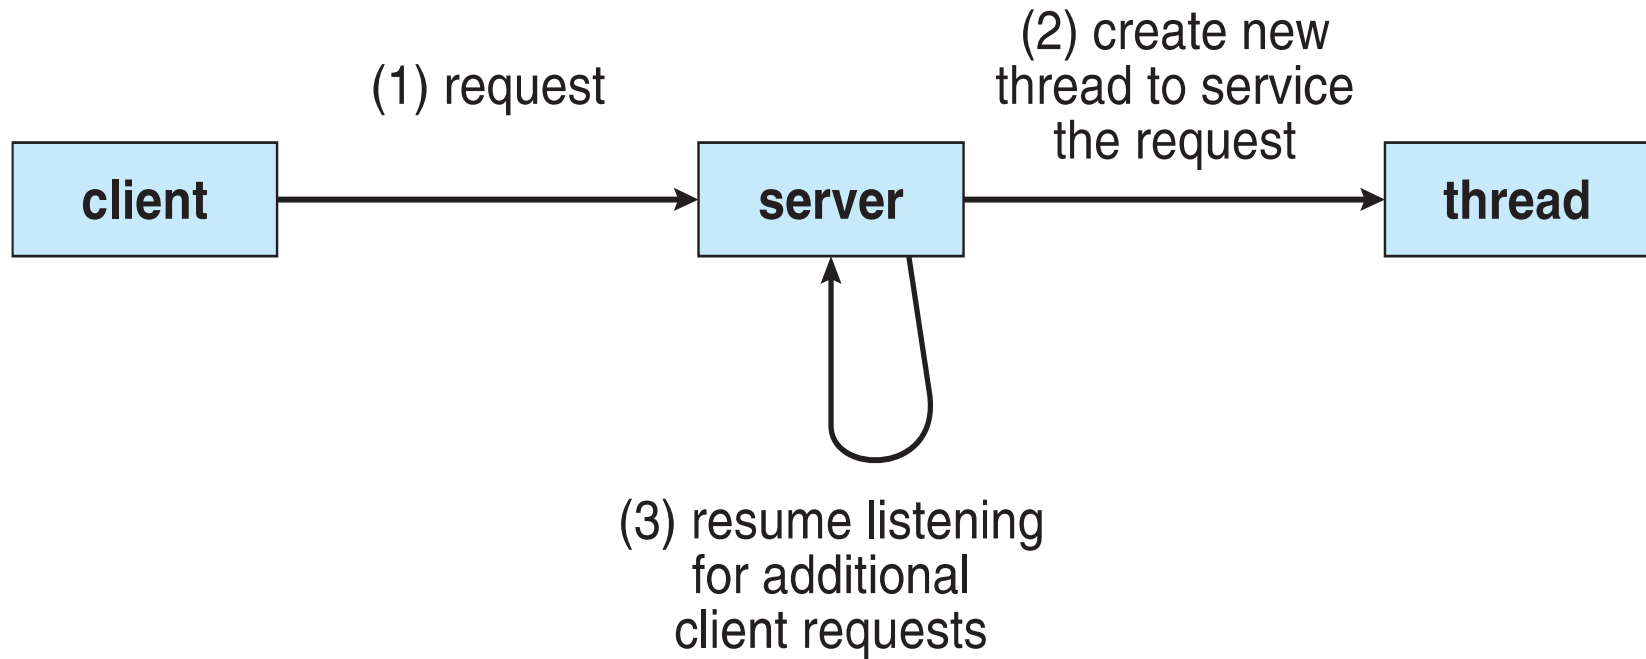 (1) request
(2) create new
thread to service
the request
client
server
thread
(3) resume listening
for additional
client requests